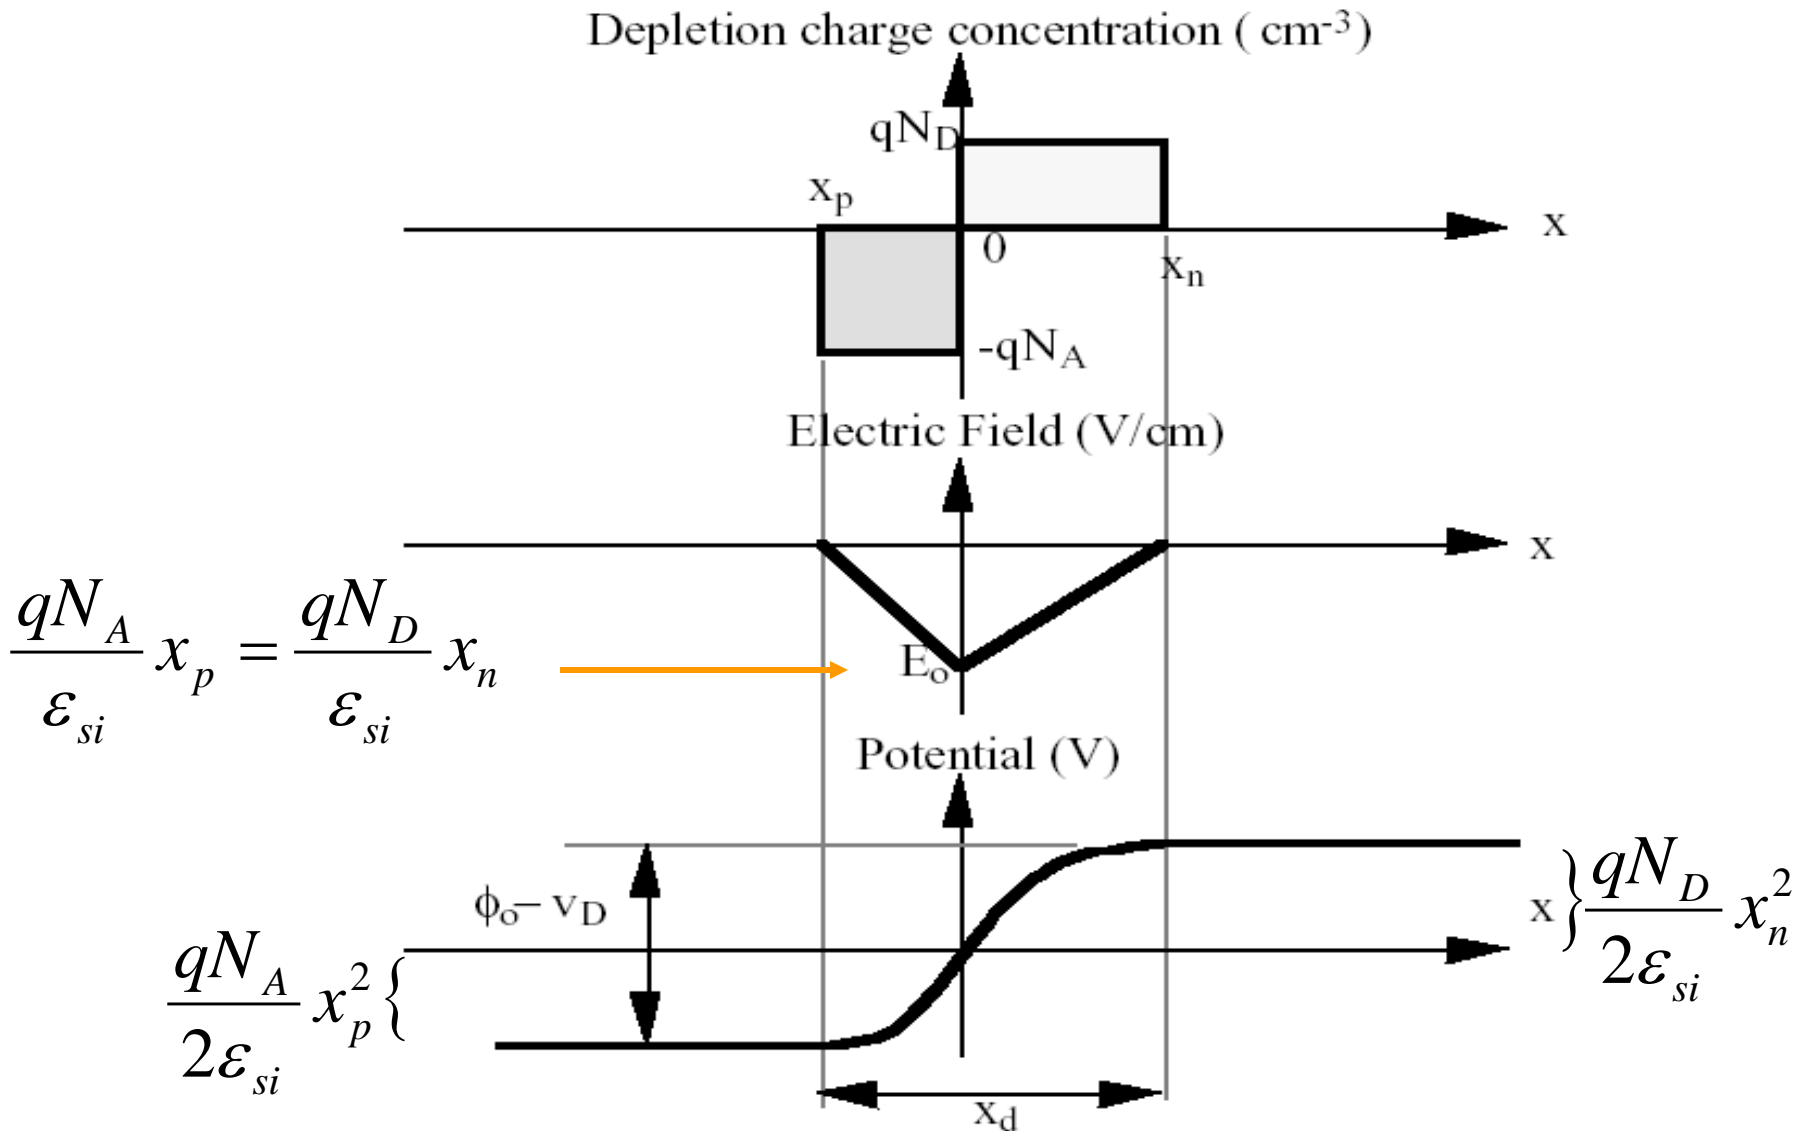 Depletion charge concentration ( cm-3)
qND
xp
x
0
xn
-qNA
Electric Field (V/cm)
x
qNA/εsi xp = qND/εsi xn
Eo
Potential (V)
ϕo– vD
x
}qND/2εsi xn2
qNA/2εsi xp2{
xd